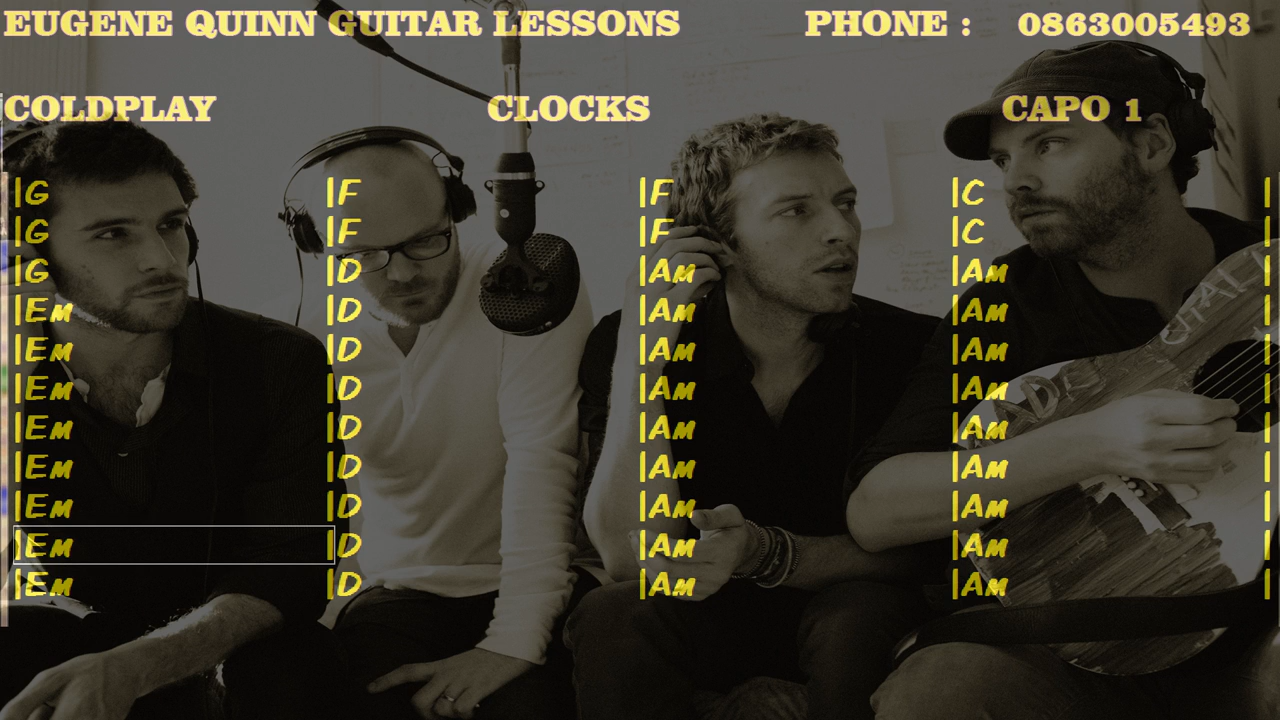 EUGENE QUINN GUITAR LESSONS PHONE : 0863005493
COLDPLAY CLOCKS CAPO 1
|G |F |F |C |
|G |F |F |C |
|G |D |Am |Am |
|Em |D |Am |Am |
|Em |D |Am |Am |
|Em |D |Am |Am |
|Em |D |Am |Am |
|Em |D |Am |Am |
|Em |D |Am |Am |
|Em |D |Am |Am |
|Em |D |Am |Am |